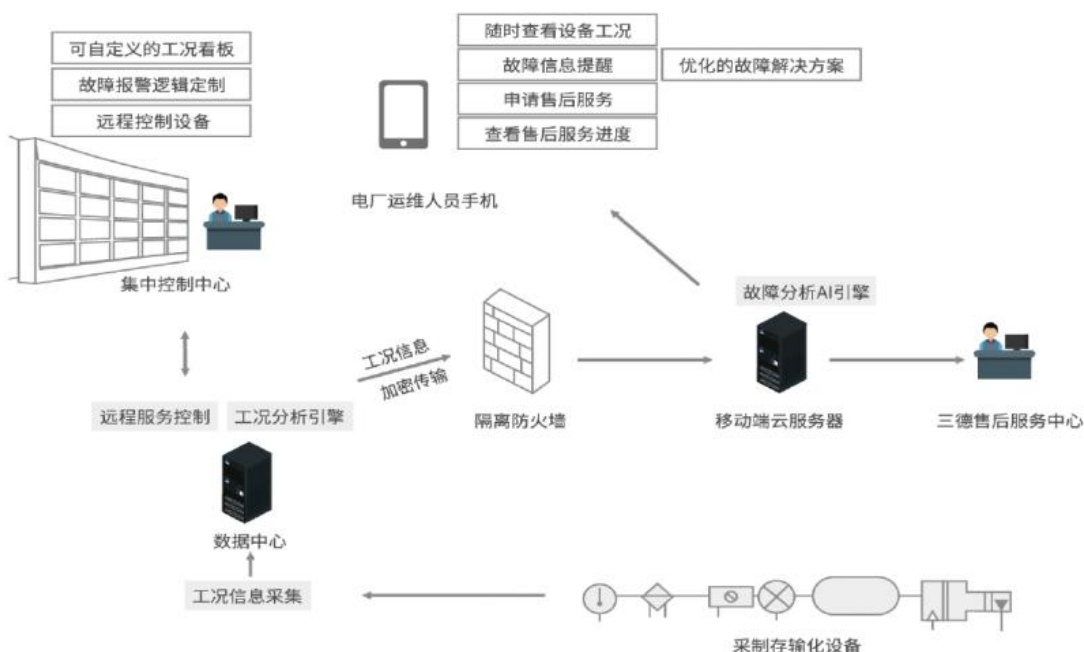 可自定义的工况看板
故障报警逻辑定制
远程控制设备
集中控制中心
随时查看设备工况
故障信息提醒
优化的故障解决方案
申请售后服务
查看售后服务进度
电厂运维人员手机
故障分析AI引擎
工况信息
加密传输
远程服务控制
工况分析引擎
隔离防火墙
移动端云服务器
三德售后服务中心
数据中心
工况信息采集
采制存输化设备